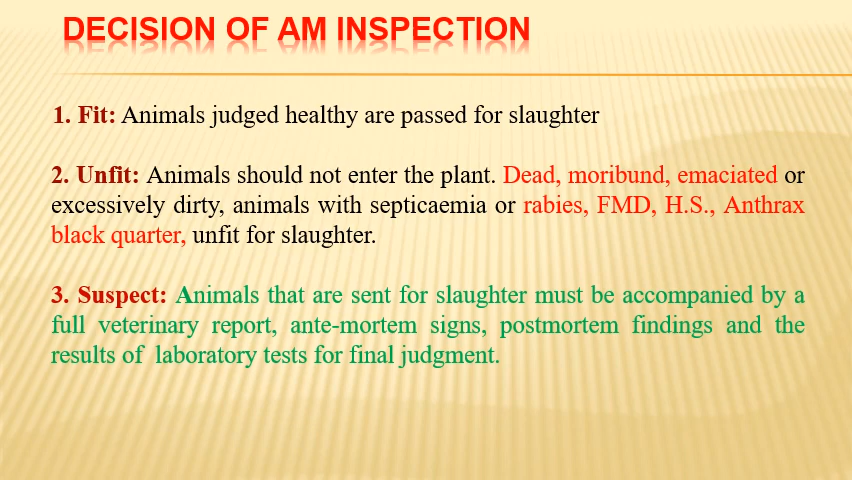 DECISION OF AM INSPECTION
1. Fit: Animals judged healthy are passed for slaughter
2. Unfit: Animals should not enter the plant. Dead, moribund, emaciated or
excessively dirty, animals with septicaemia or rabies, FMD, H.S., Anthrax
black quarter, unfit for slaughter.
3. Suspect: Animals that are sent for slaughter must be accompanied by a
full veterinary report, ante-mortem signs, postmortem findings and the
results of laboratory tests for final judgment.